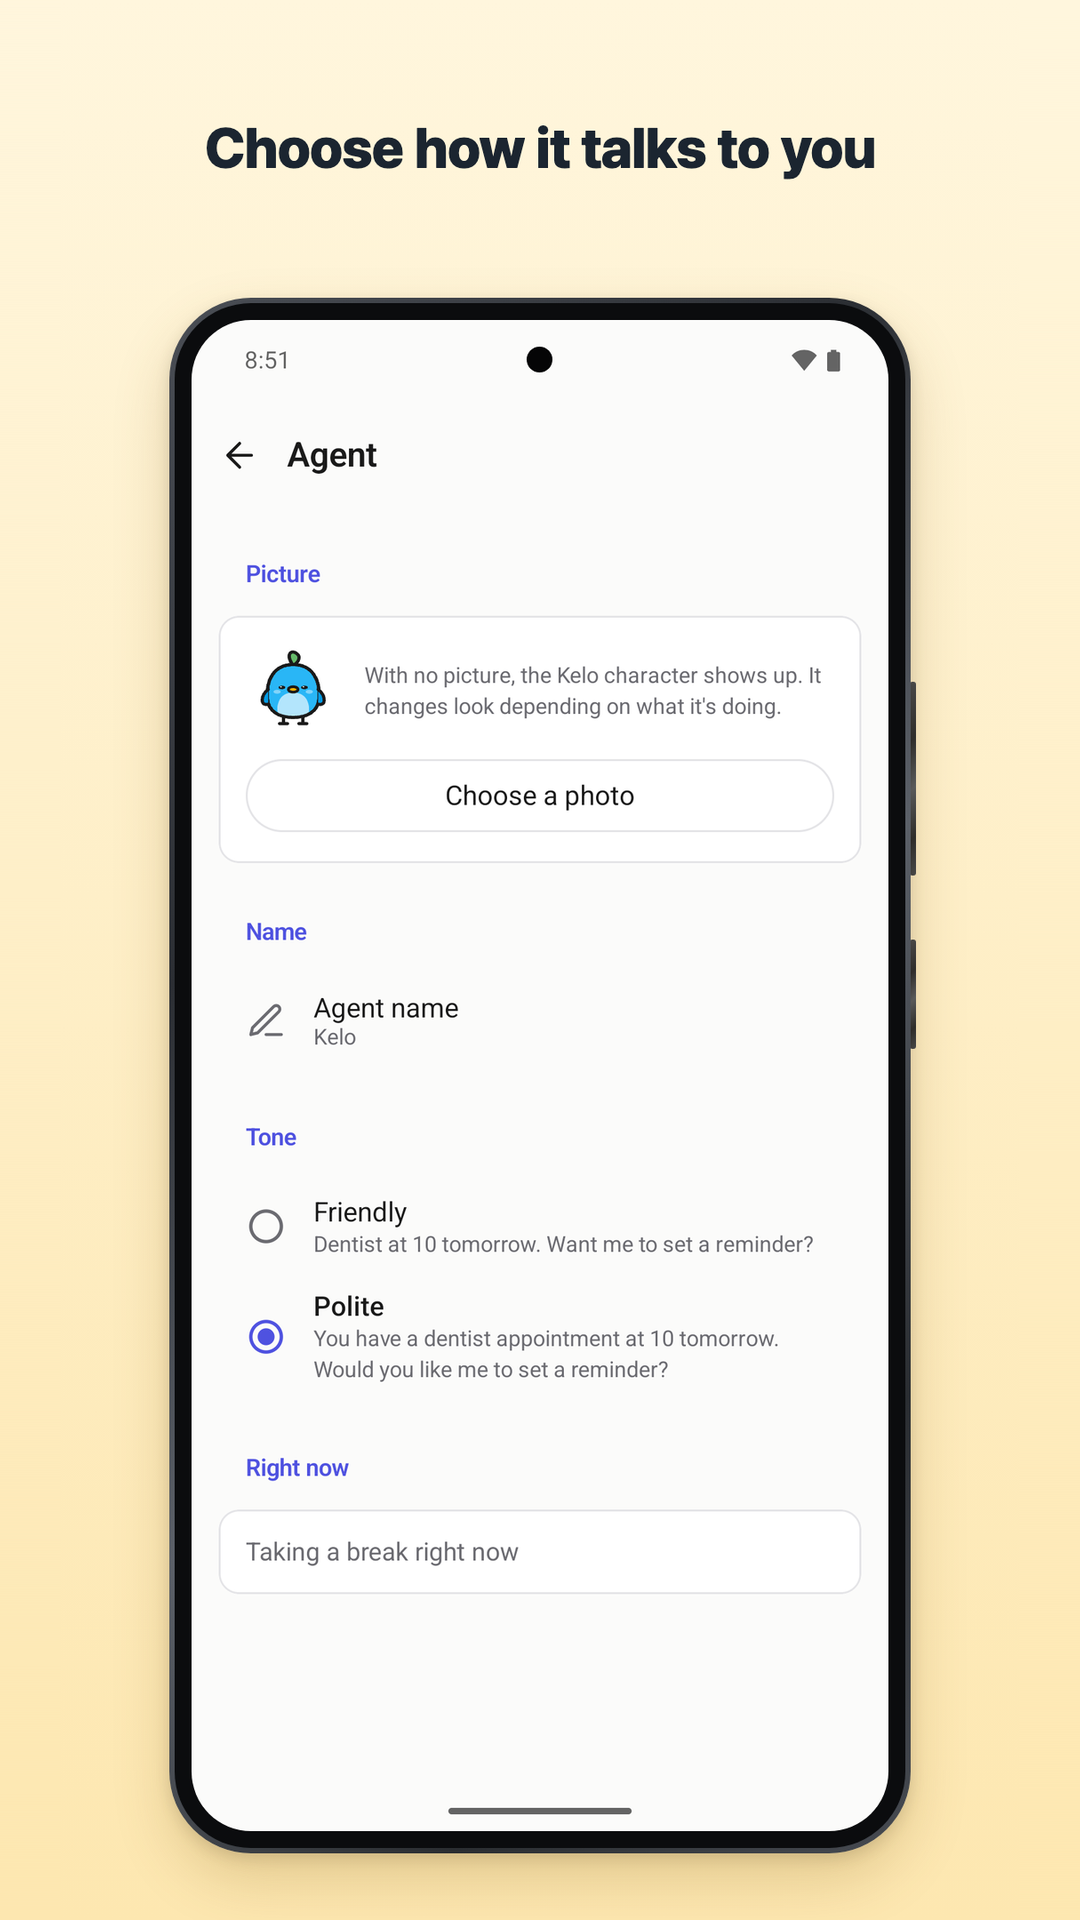 Choose how it talks to you
8:51
Agent
Picture
With no picture, the Kelo character shows up. It
changes look depending on what it's doing.
Choose a photo
Name
Agent name
Kelo
Tone
Friendly
Dentist at 10 tomorrow. Want me to set a reminder?
Polite
You have a dentist appointment at 10 tomorrow.
Would you like me to set a reminder?
Right now
Taking a break right now